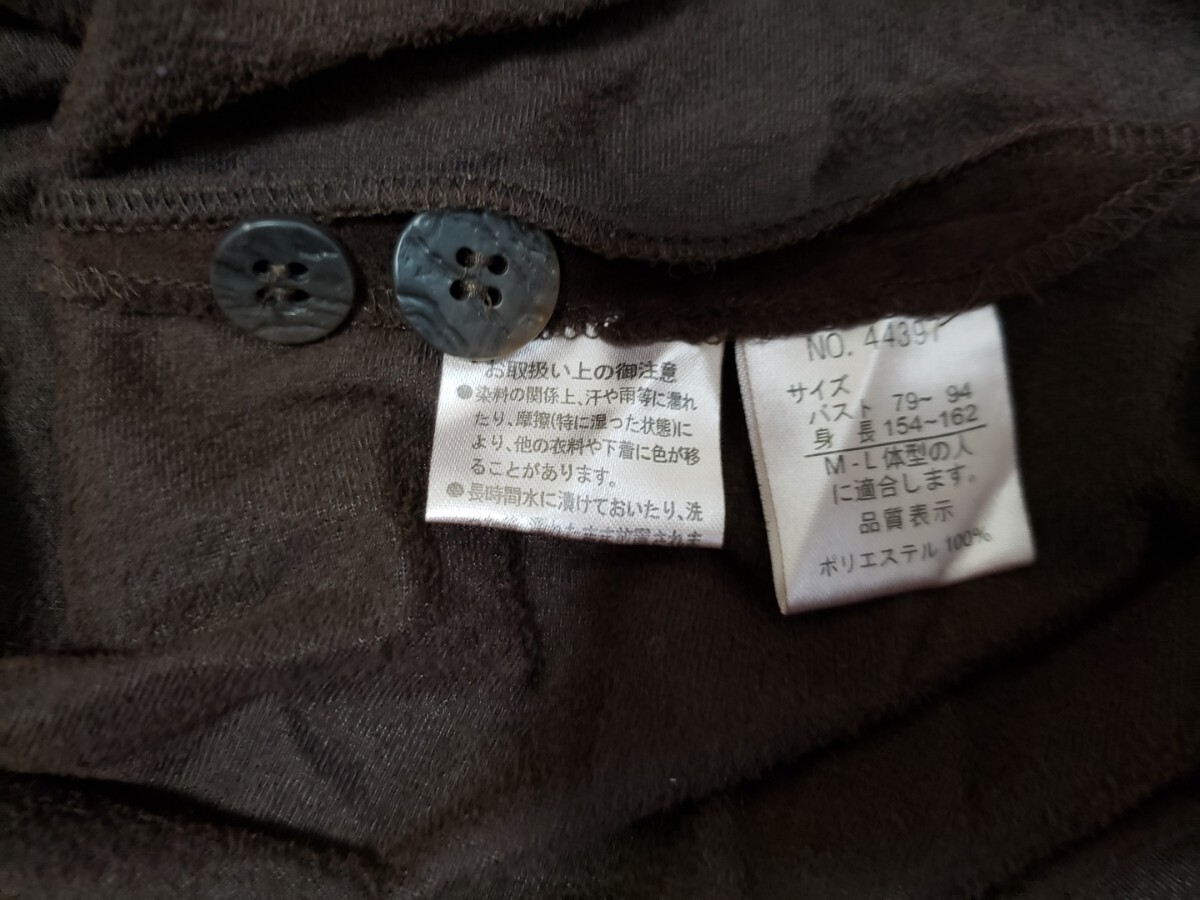 お取扱い上の御注意
●染料の関係上、汗や雨等に濡れ
たり、摩擦(特に湿った状態)に
より、他の衣料や下着に色が移
ることがあります。
●長時間水に漬けておいたり、洗
NO. 44397
サイズ
バスト 79~ 94
身 長 154~162
M-L体型の人
に適合します。
品質表示
ポリエステル 100%